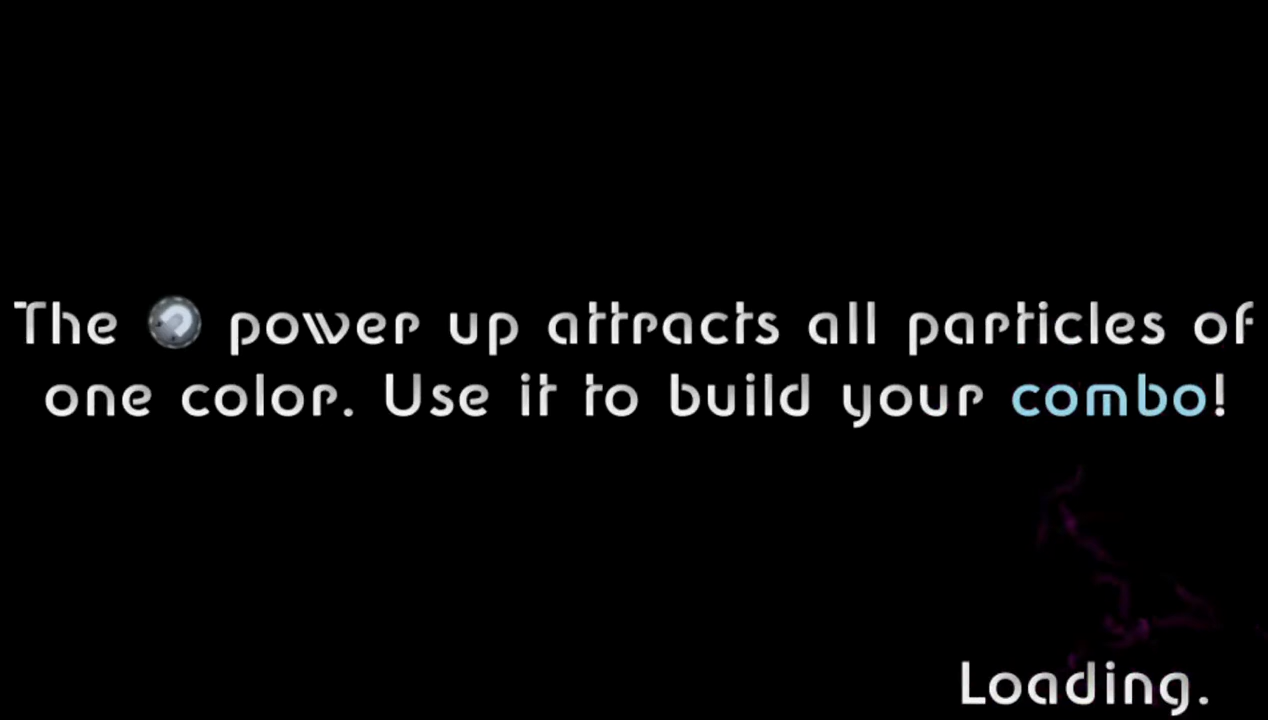 The power up attracts all particles of
one color. Use it to build your combo!
Loading.